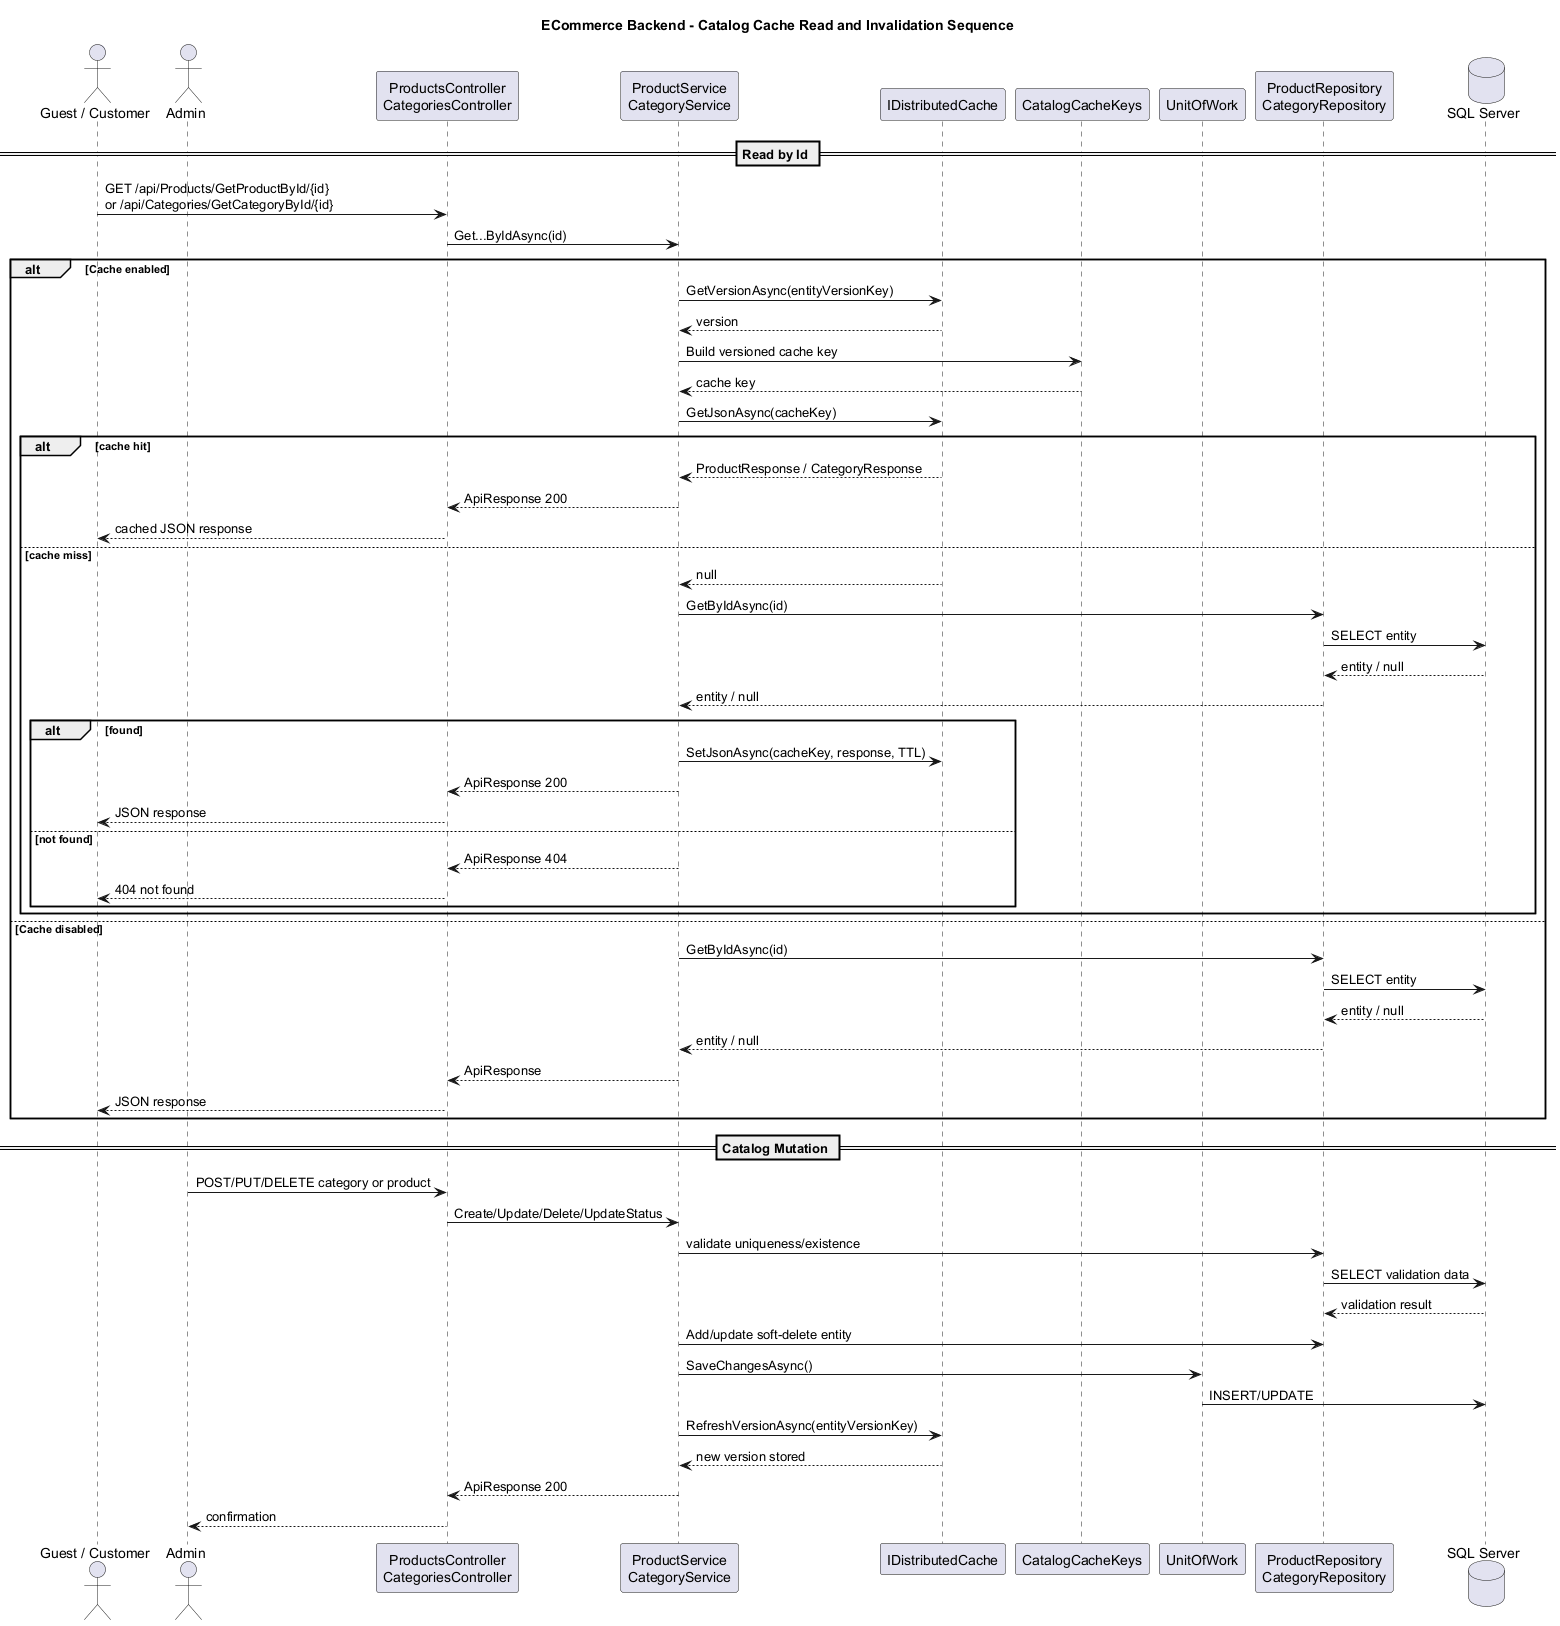 ECommerce Backend - Catalog Cache Read and Invalidation Sequence
Guest / Customer
Admin
ProductsController
CategoriesController
ProductService
CategoryService
IDistributedCache
CatalogCacheKeys
UnitOfWork
ProductRepository
CategoryRepository
SQL Server
Read by Id
GET /api/Products/GetProductById/{id}
or /api/Categories/GetCategoryById/{id}
Get...ByIdAsync(id)
alt
[Cache enabled]
GetVersionAsync(entityVersionKey)
version
Build versioned cache key
cache key
GetJsonAsync(cacheKey)
alt
[cache hit]
ProductResponse / CategoryResponse
ApiResponse 200
cached JSON response
[cache miss]
null
GetByIdAsync(id)
SELECT entity
entity / null
entity / null
alt
[found]
SetJsonAsync(cacheKey, response, TTL)
ApiResponse 200
JSON response
[not found]
ApiResponse 404
404 not found
[Cache disabled]
GetByIdAsync(id)
SELECT entity
entity / null
entity / null
ApiResponse
JSON response
Catalog Mutation
POST/PUT/DELETE category or product
Create/Update/Delete/UpdateStatus
validate uniqueness/existence
SELECT validation data
validation result
Add/update soft-delete entity
SaveChangesAsync()
INSERT/UPDATE
RefreshVersionAsync(entityVersionKey)
new version stored
ApiResponse 200
confirmation
Guest / Customer
Admin
ProductsController
CategoriesController
ProductService
CategoryService
IDistributedCache
CatalogCacheKeys
UnitOfWork
ProductRepository
CategoryRepository
SQL Server